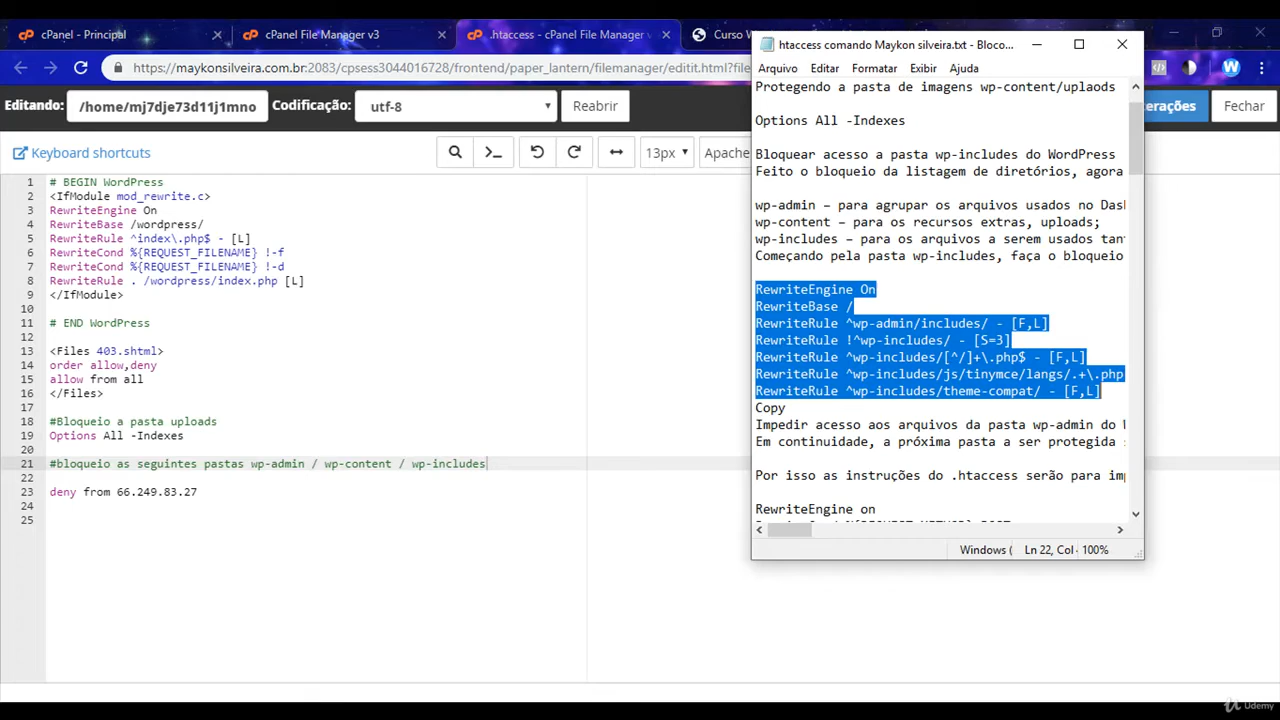 cPanel - Principal
cPanel File Manager v3
.htaccess - cPanel File Manager
Curso W
https://maykonsilveira.com.br:2083/cpsess3044016728/frontend/paper_lantern/filemanager/editit.html?file
Editando:
/home/mj7dje73d11j1mno
Codificação:
utf-8
Reabrir
erações
Fechar
Keyboard shortcuts
13px
Apache
1 # BEGIN WordPress
2 <IfModule mod_rewrite.c>
3 RewriteEngine On
4 RewriteBase /wordpress/
5 RewriteRule ^index\.php$ - [L]
6 RewriteCond %{REQUEST_FILENAME} !-f
7 RewriteCond %{REQUEST_FILENAME} !-d
8 RewriteRule . /wordpress/index.php [L]
9 </IfModule>
10
11 # END WordPress
12
13 <Files 403.shtml>
14 order allow,deny
15 allow from all
16 </Files>
17
18 #Bloqueio a pasta uploads
19 Options All -Indexes
20
21 #bloqueio as seguintes pastas wp-admin / wp-content / wp-includes
22
23 deny from 66.249.83.27
24
25
htaccess comando Maykon silveira.txt - Bloco...
Arquivo Editar Formatar Exibir Ajuda
Protegendo a pasta de imagens wp-content/uplaods
Options All -Indexes
Bloquear acesso a pasta wp-includes do WordPress
Feito o bloqueio da listagem de diretórios, agora
wp-admin – para agrupar os arquivos usados no Das
wp-content – para os recursos extras, uploads;
wp-includes – para os arquivos a serem usados tan
Começando pela pasta wp-includes, faça o bloqueio
RewriteEngine On
RewriteBase /
RewriteRule ^wp-admin/includes/ - [F,L]
RewriteRule !^wp-includes/ - [S=3]
RewriteRule ^wp-includes/[^/]+\.php$ - [F,L]
RewriteRule ^wp-includes/js/tinymce/langs/.+\.php
RewriteRule ^wp-includes/theme-compat/ - [F,L]
Copy
Impedir acesso aos arquivos da pasta wp-admin do
Em continuidade, a próxima pasta a ser protegida
Por isso as instruções do .htaccess serão para im
RewriteEngine on
Windows (
Ln 22, Col
100%
Udemy